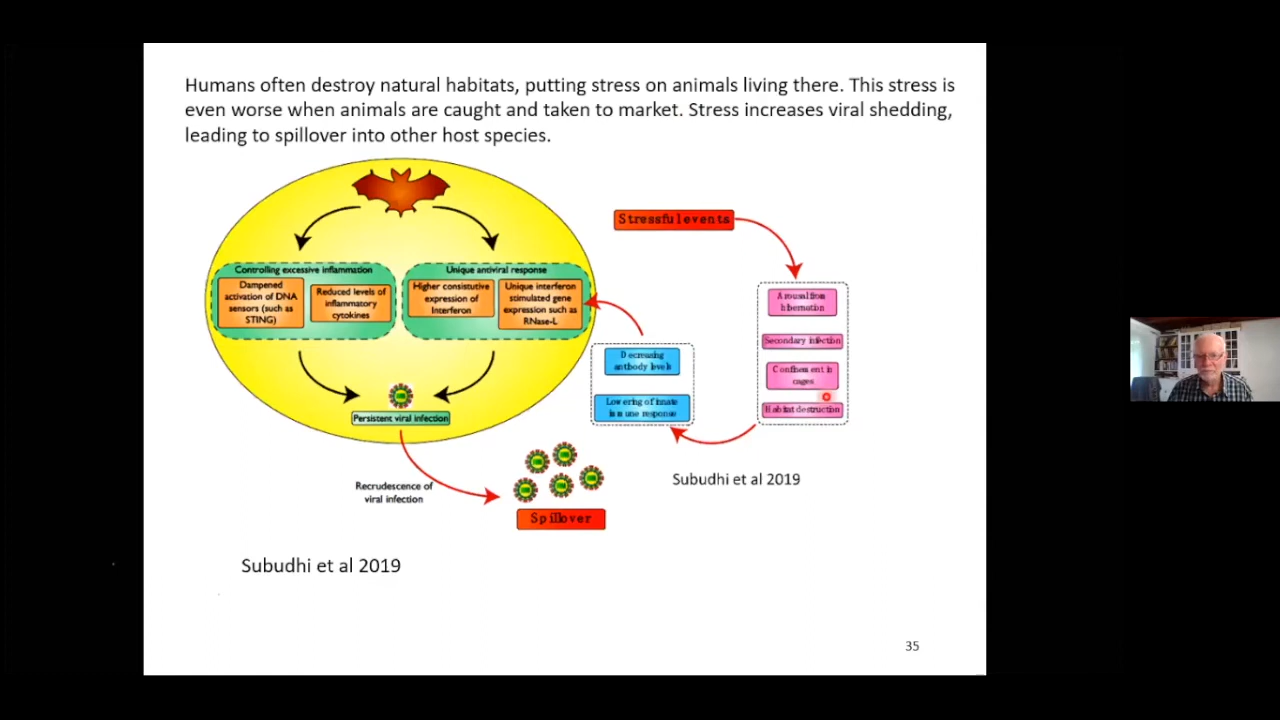 Humans often destroy natural habitats, putting stress on animals living there. This stress is
even worse when animals are caught and taken to market. Stress increases viral shedding,
leading to spillover into other host species.
Stressful events
Controlling excessive inflammation
Unique antiviral response
Dampened
activation of DNA
sensors (such as
STING)
Reduced levels of
inflammatory
cytokines
Higher consistutive
expression of
Interferon
Unique interferon
stimulated gene
expression such as
RNase-L
Arousal from
hibernation
Secondary infection
Confinement in
cages
Habitat destruction
Decreasing
antibody levels
Lowering of innate
immune response
Persistent viral infection
Recrudescence of
viral infection
Spillover
Subudhi et al 2019
Subudhi et al 2019
35